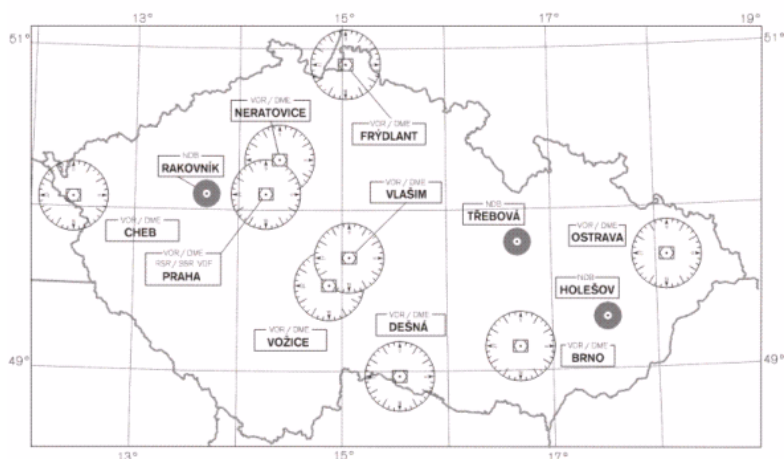 13° 15° 17° 19°
51° 51°
VOR / DME
NERATOVICE
VOR / DME
FRÝDLANT
NDB
RAKOVNÍK
VOR / DME
VLAŠIM
NDB
TŘEBOVÁ
VOR / DME
OSTRAVA
VOR / DME
CHEB
VOR / DME
RSR / SSR VDF
PRAHA
NDB
HOLEŠOV
VOR / DME
VOŽICE
VOR / DME
DEŠNÁ
VOR / DME
BRNO
49° 49°
13° 15° 17°